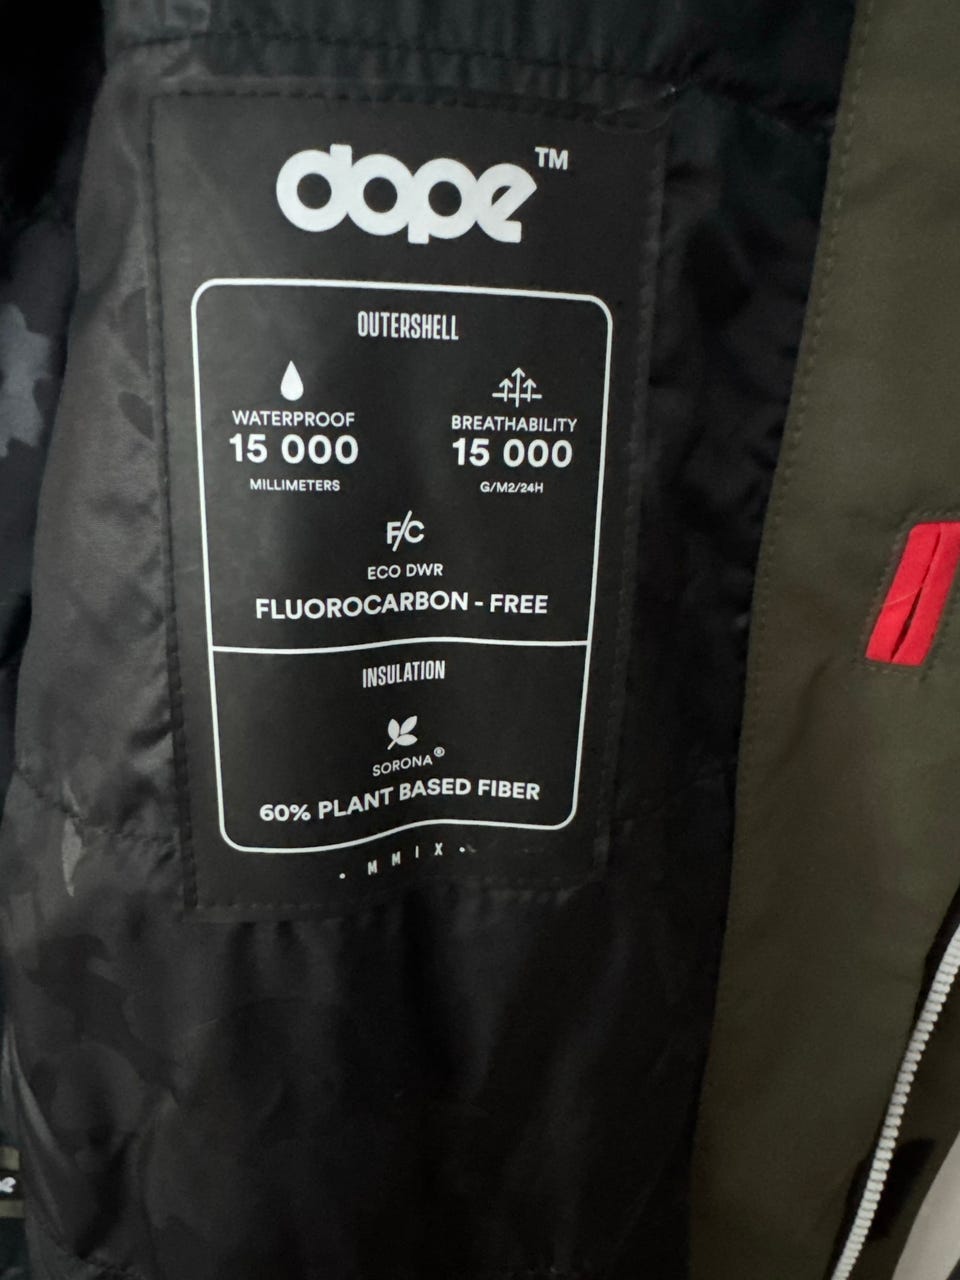 dope™
OUTERSHELL
WATERPROOF
15 000
MILLIMETERS
BREATHABILITY
15 000
G/M2/24H
F/C
ECO DWR
FLUOROCARBON - FREE
INSULATION
SORONA®
60% PLANT BASED FIBER
. M M I X .